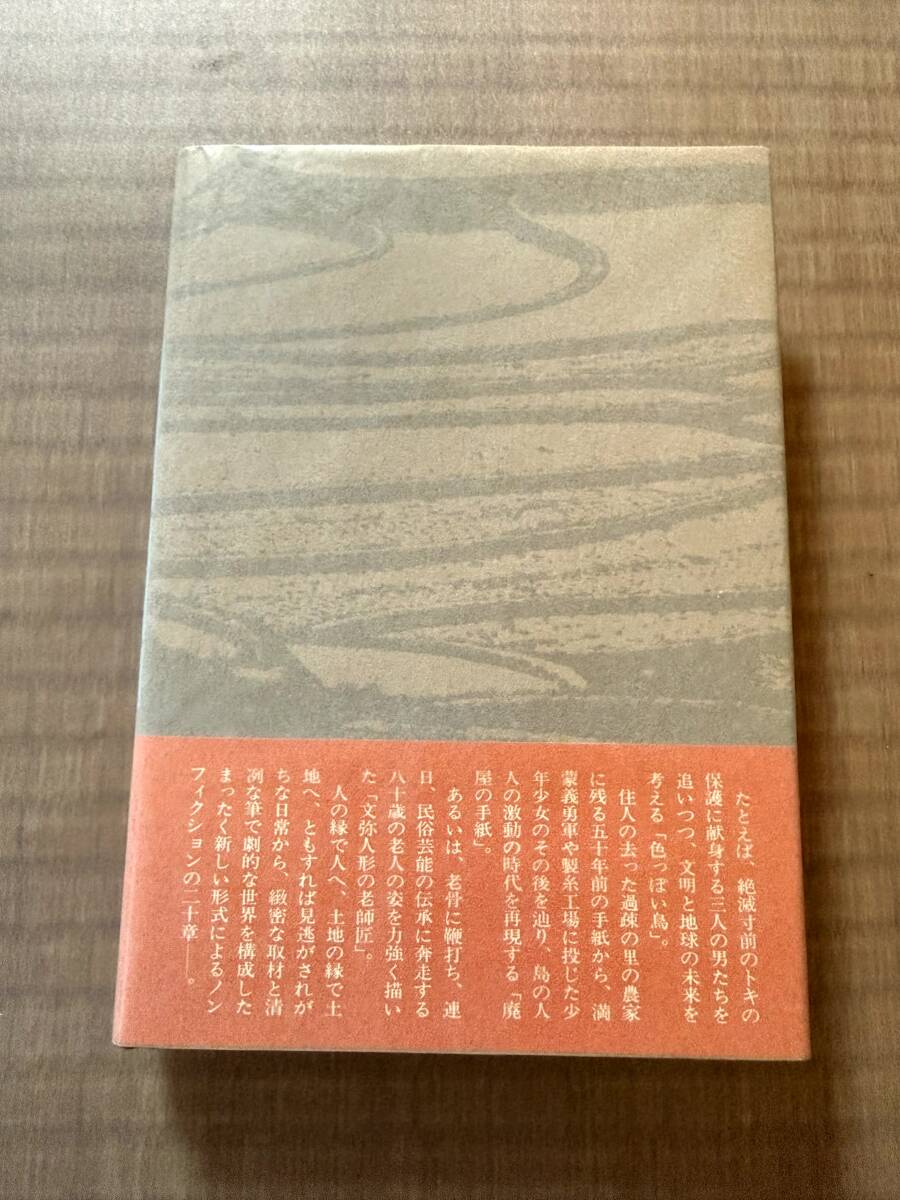 たとえば、絶滅寸前のトキの
保護に献身する三人の男たちを
追いつつ、文明と地球の未来を
考える「色っぽい鳥」。
住人の去った過疎の里の農家
に残る五十年前の手紙から、満
蒙義勇軍や製糸工場に投じた少
年少女のその後を辿り、島の人
人の激動の時代を再現する「廃
屋の手紙」。
あるいは、老骨に鞭打ち、連
日、民俗芸能の伝承に奔走する
八十歳の老人の姿を力強く描い
た「文弥人形の老師匠」。
人の縁で人へ、土地の縁で土
地へ、ともすれば見逃がされが
ちな日常から、緻密な取材と清
冽な筆で劇的な世界を構成した
まったく新しい形式によるノン
フィクションの二十章――。